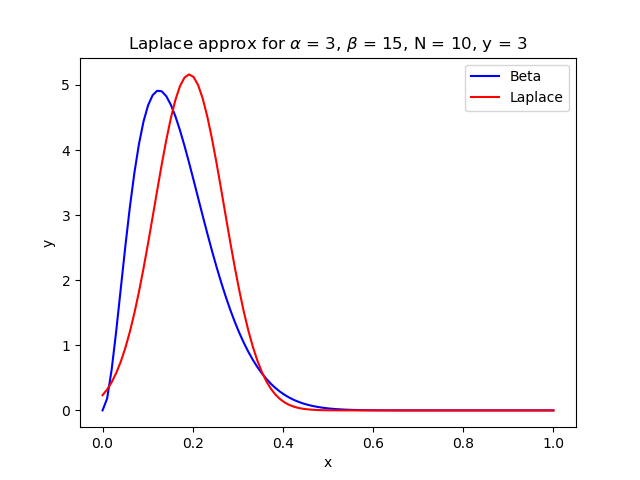 Laplace approx for α = 3, β = 15, N = 10, y = 3
Beta
Laplace
y
5
4
3
2
1
0
0.0 0.2 0.4 0.6 0.8 1.0
x